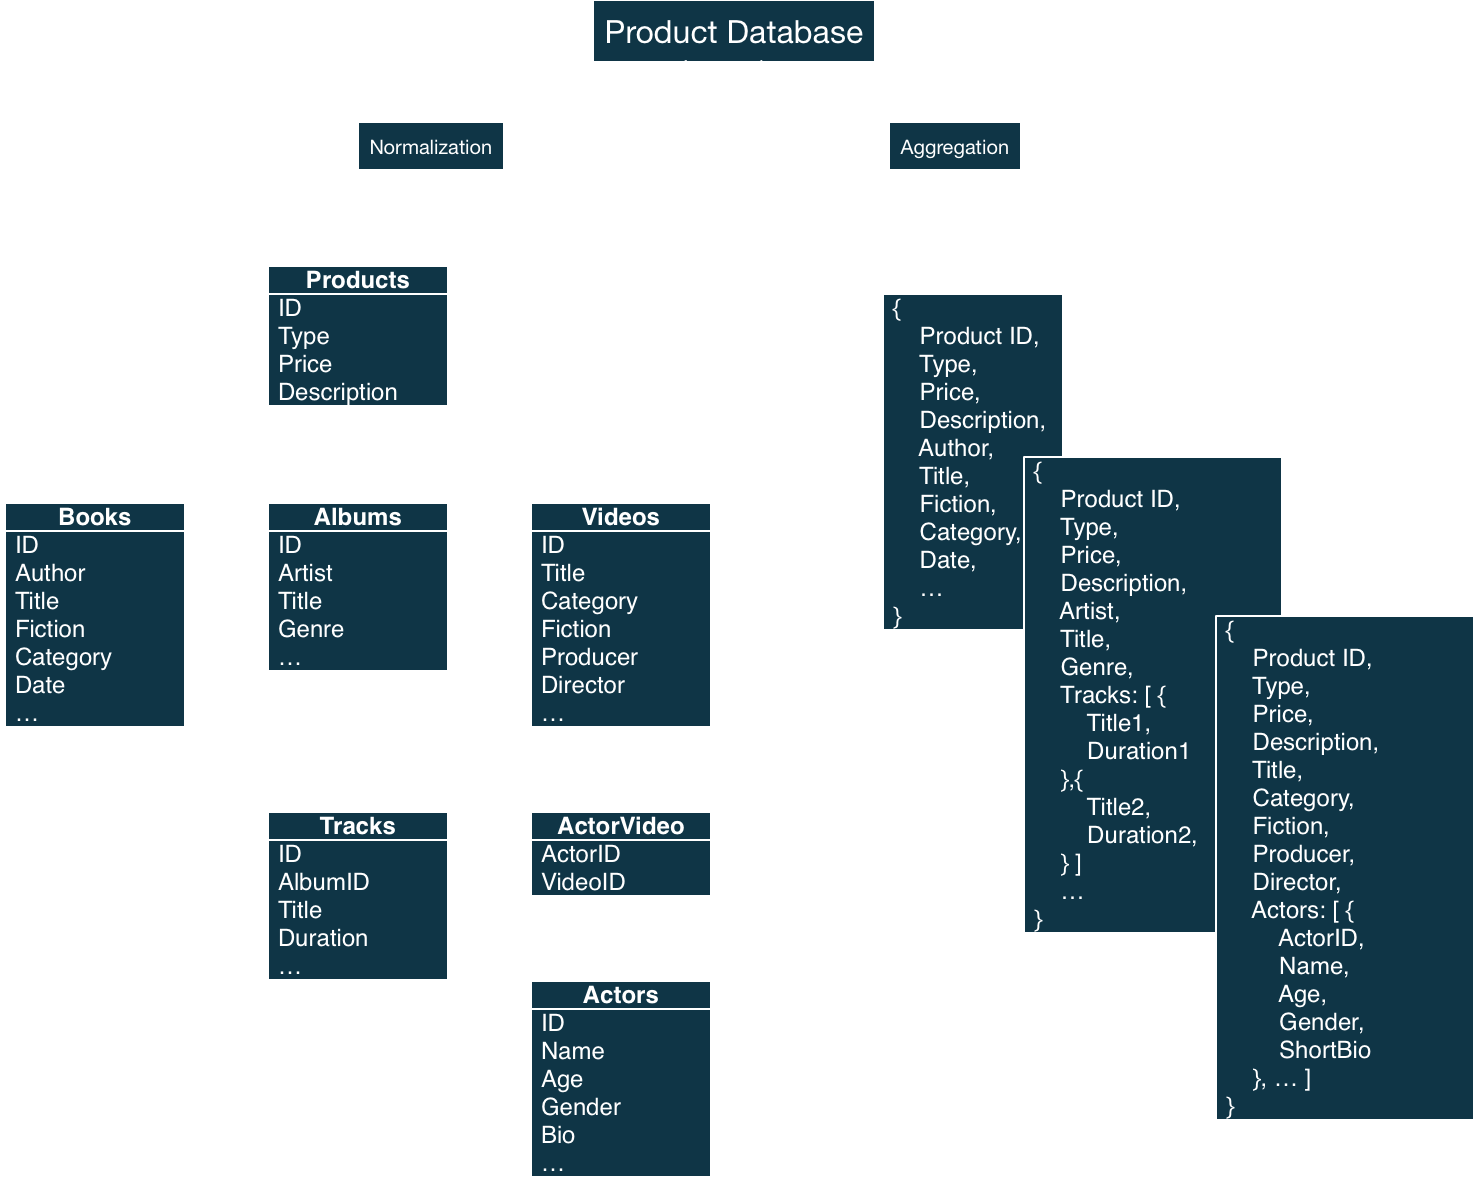 Product Database
Normalization
Aggregation
Products
ID
Type
Price
Description
Books
ID
Author
Title
Fiction
Category
Date
…
Albums
ID
Artist
Title
Genre
…
Videos
ID
Title
Category
Fiction
Producer
Director
…
Tracks
ID
AlbumID
Title
Duration
…
ActorVideo
ActorID
VideoID
Actors
ID
Name
Age
Gender
Bio
…
{
Product ID,
Type,
Price,
Description,
Author,
Title,
Fiction,
Category,
Date,
…
}
{
Product ID,
Type,
Price,
Description,
Artist,
Title,
Genre,
Tracks: [ {
Title1,
Duration1
},{
Title2,
Duration2,
} ]
…
}
{
Product ID,
Type,
Price,
Description,
Title,
Category,
Fiction,
Producer,
Director,
Actors: [ {
ActorID,
Name,
Age,
Gender,
ShortBio
}, … ]
}